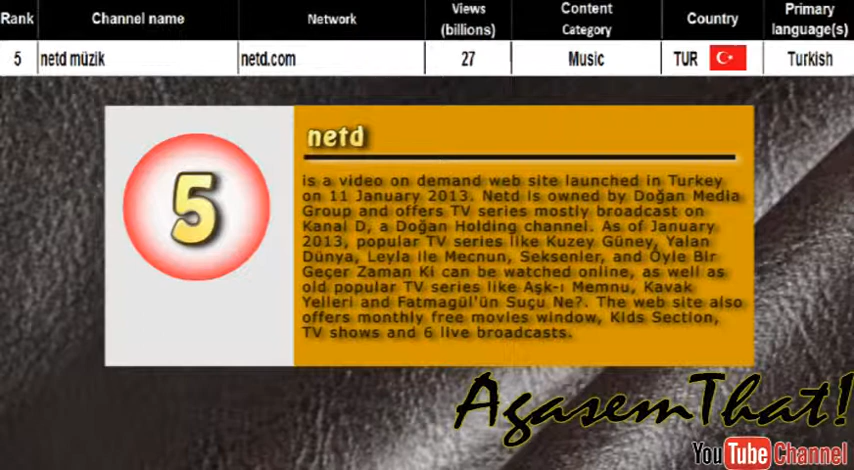 Rank Channel name Network Views (billions) Content Category Country Primary language(s)
5 netd müzik netd.com 27 Music TUR Turkish
5
netd
is a video on demand web site launched in Turkey
on 11 January 2013. Netd is owned by Doğan Media
Group and offers TV series mostly broadcast on
Kanal D, a Doğan Holding channel. As of January
2013, popular TV series like Kuzey Güney, Yalan
Dünya, Leyla ile Mecnun, Seksenler, and Öyle Bir
Geçer Zaman Ki can be watched online, as well as
old popular TV series like Aşk-ı Memnu, Kavak
Yelleri and Fatmagül'ün Suçu Ne?. The web site also
offers monthly free movies window, Kids Section,
TV shows and 6 live broadcasts.
AgasemThat!
YouTube Channel